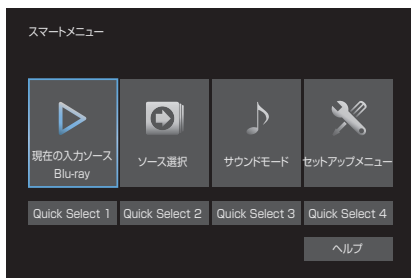 スマートメニュー
現在の入力ソース
Blu-ray
ソース選択
サウンドモード
セットアップメニュー
Quick Select 1
Quick Select 2
Quick Select 3
Quick Select 4
ヘルプ